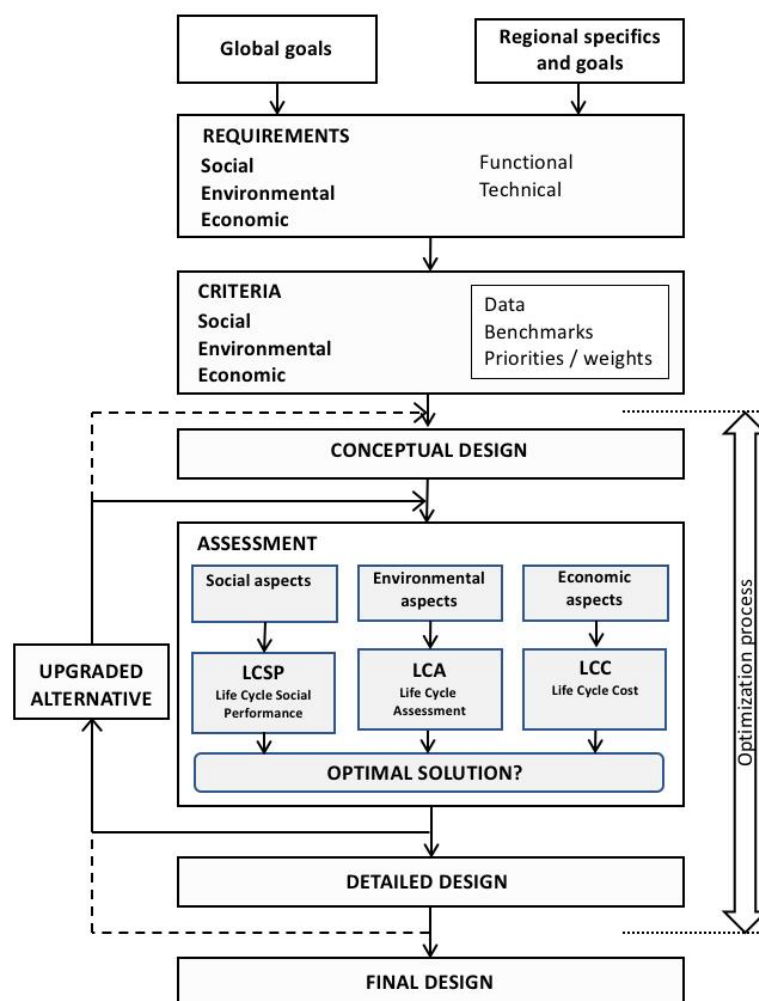 Global goals
Regional specifics
and goals
REQUIREMENTS
Social
Environmental
Economic
Functional
Technical
CRITERIA
Social
Environmental
Economic
Data
Benchmarks
Priorities / weights
CONCEPTUAL DESIGN
ASSESSMENT
Social aspects
Environmental
aspects
Economic
aspects
LCSP
Life Cycle Social
Performance
LCA
Life Cycle
Assessment
LCC
Life Cycle Cost
OPTIMAL SOLUTION?
UPGRADED
ALTERNATIVE
Optimization process
DETAILED DESIGN
FINAL DESIGN